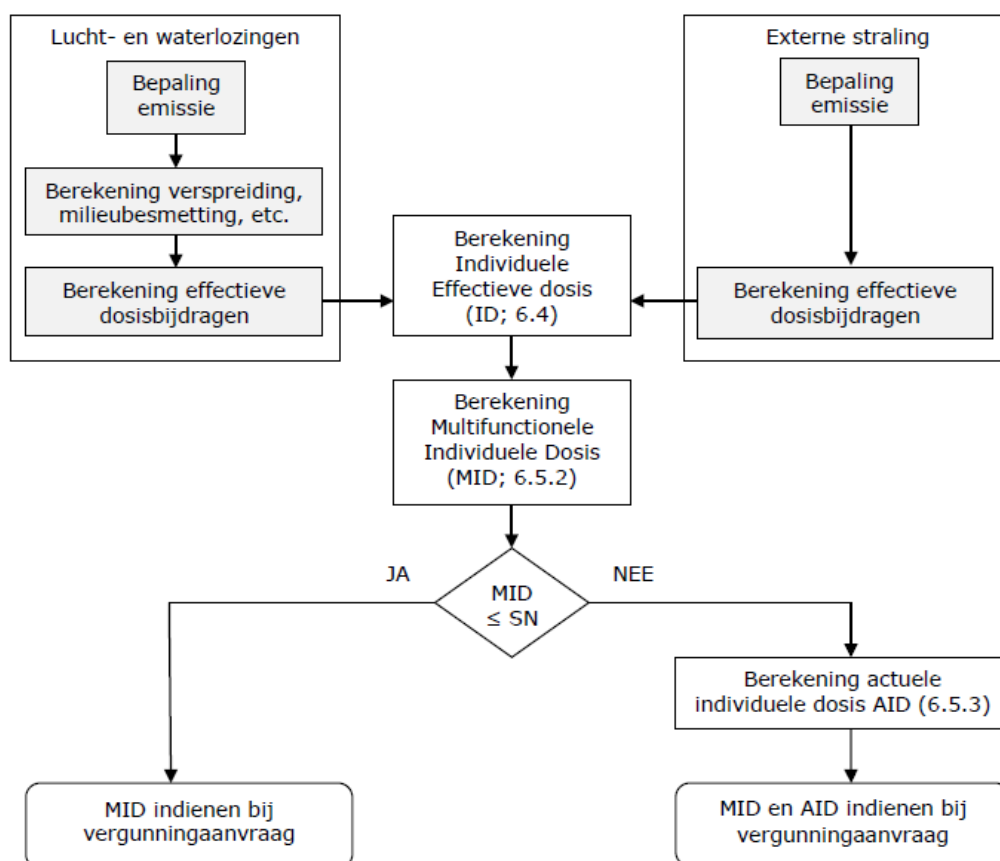 Lucht- en waterlozingen
Bepaling
emissie
Berekening verspreiding,
milieubesmetting, etc.
Berekening effectieve
dosisbijdragen
Externe straling
Bepaling
emissie
Berekening effectieve
dosisbijdragen
Berekening
Individuele
Effectieve dosis
(ID; 6.4)
Berekening
Multifunctionele
Individuele Dosis
(MID; 6.5.2)
JA
MID
≤ SN
NEE
Berekening actuele
individuele dosis AID (6.5.3)
MID indienen bij
vergunningaanvraag
MID en AID indienen bij
vergunningaanvraag